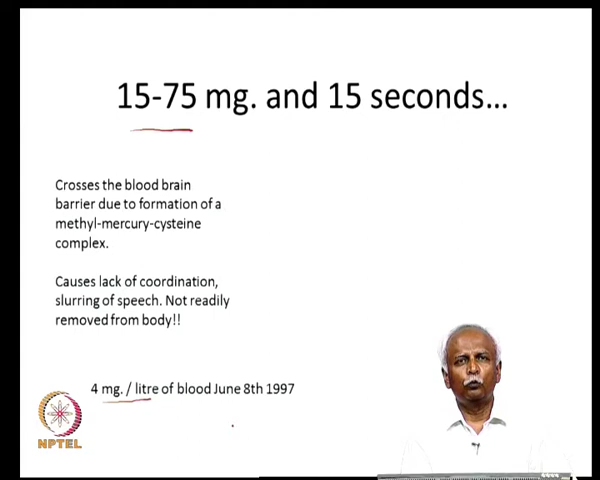 15-75 mg. and 15 seconds...
Crosses the blood brain
barrier due to formation of a
methyl-mercury-cysteine
complex.
Causes lack of coordination,
slurring of speech. Not readily
removed from body!!
4 mg. / litre of blood June 8th 1997
NPTEL